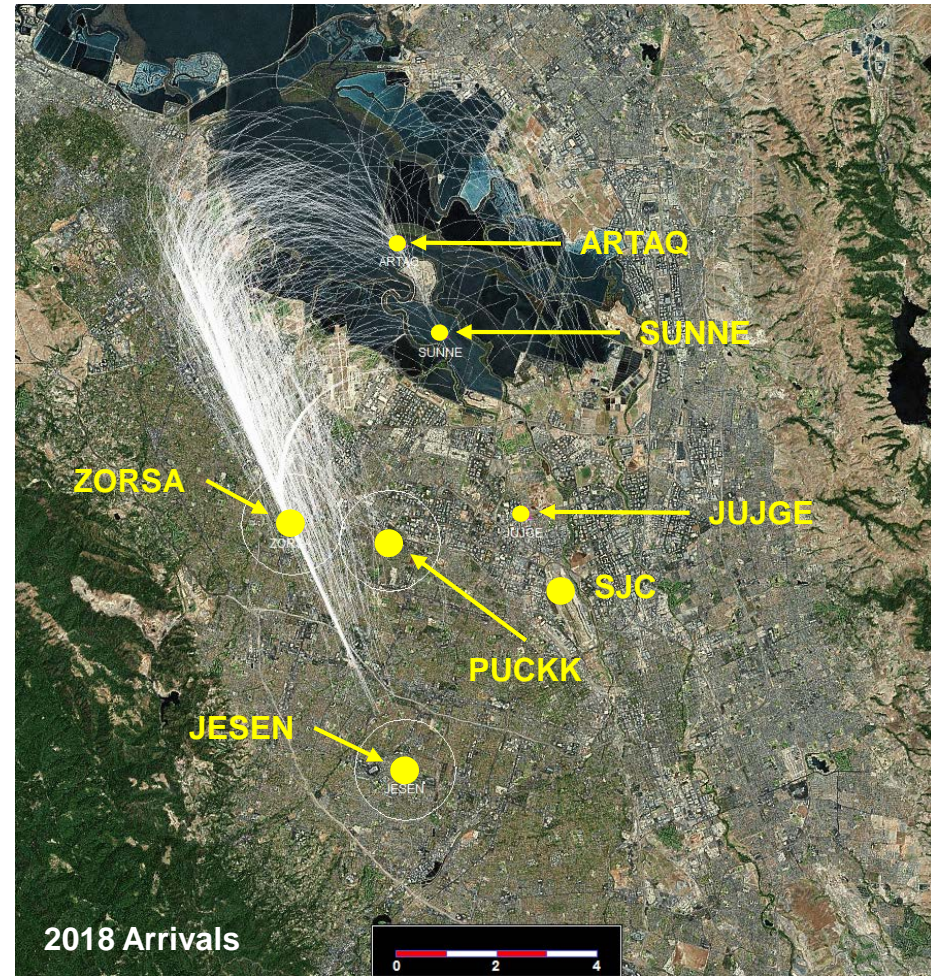 ARTAQ
ARTAQ
SUNNE
SUNNE
ZORSA
JUJGE
JUJGE
SJC
PUCKK
JESEN
JESEN
2018 Arrivals
0 2 4